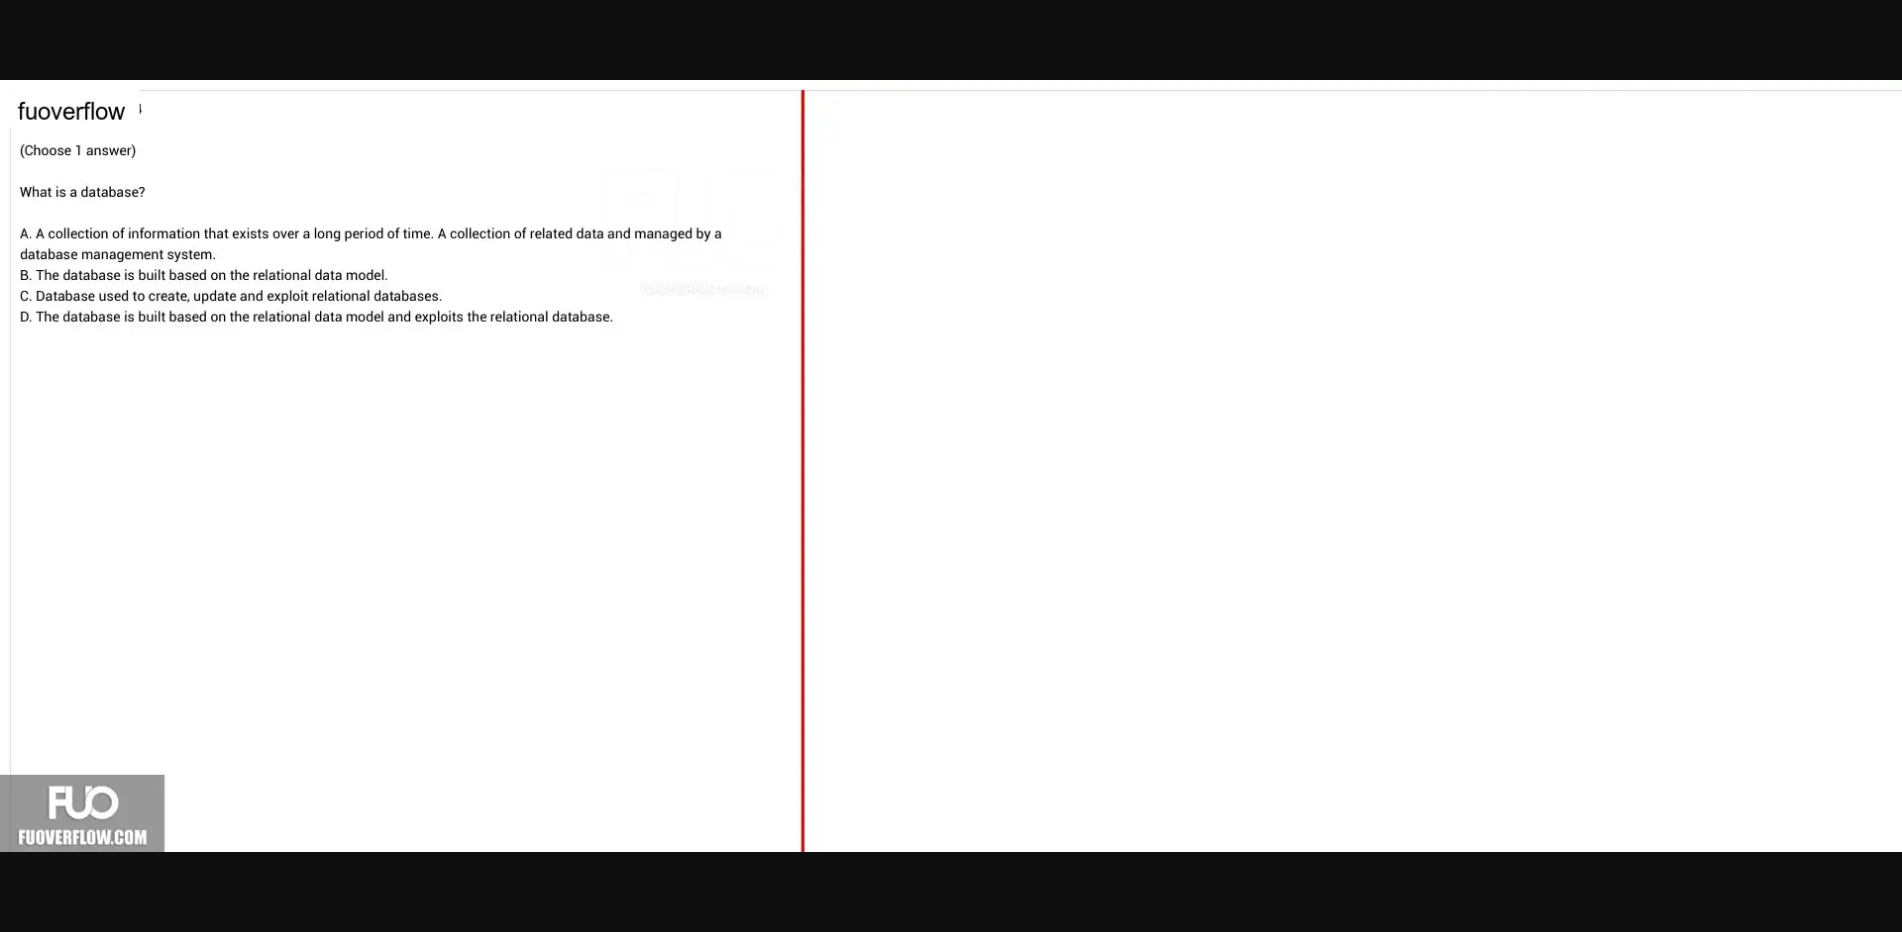 fuoverflow
(Choose 1 answer)
What is a database?
A. A collection of information that exists over a long period of time. A collection of related data and managed by a
database management system.
B. The database is built based on the relational data model.
C. Database used to create, update and exploit relational databases.
D. The database is built based on the relational data model and exploits the relational database.
FUO
FUOVERFLOW.COM